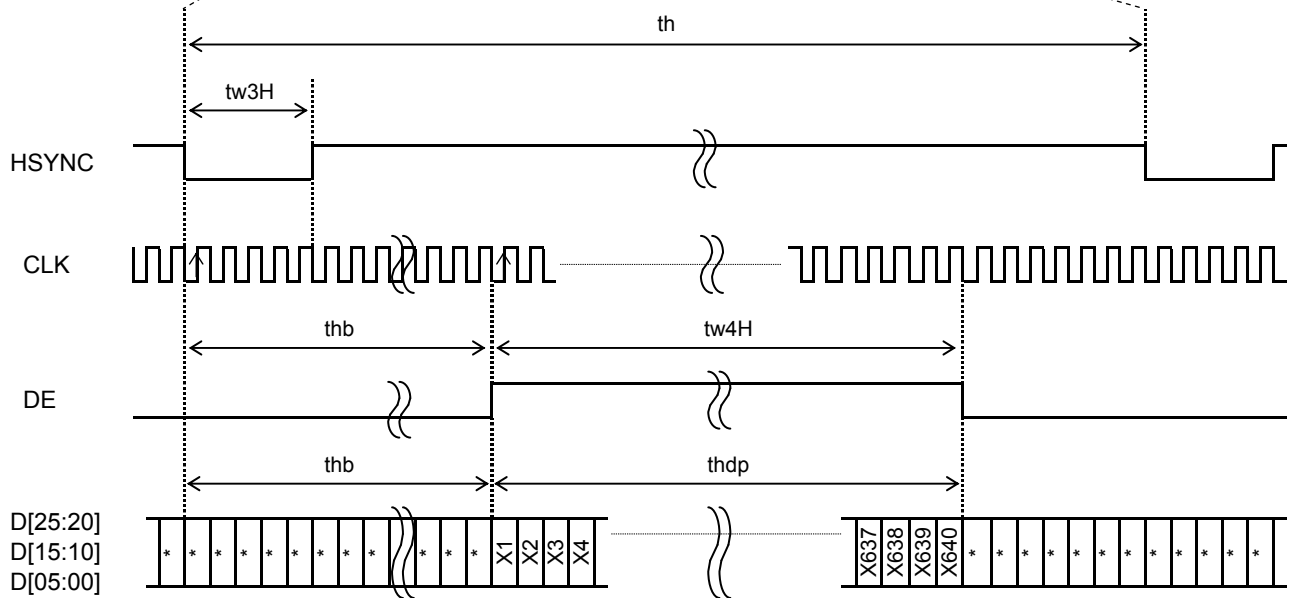 th
tw3H
HSYNC
CLK
thb tw4H
DE
thb thdp
D[25:20]
D[15:10]
D[05:00]
* * * * * * * * * * * * X1 X2 X3 X4 X637 X638 X639 X640 * * * * * * * * * * * *